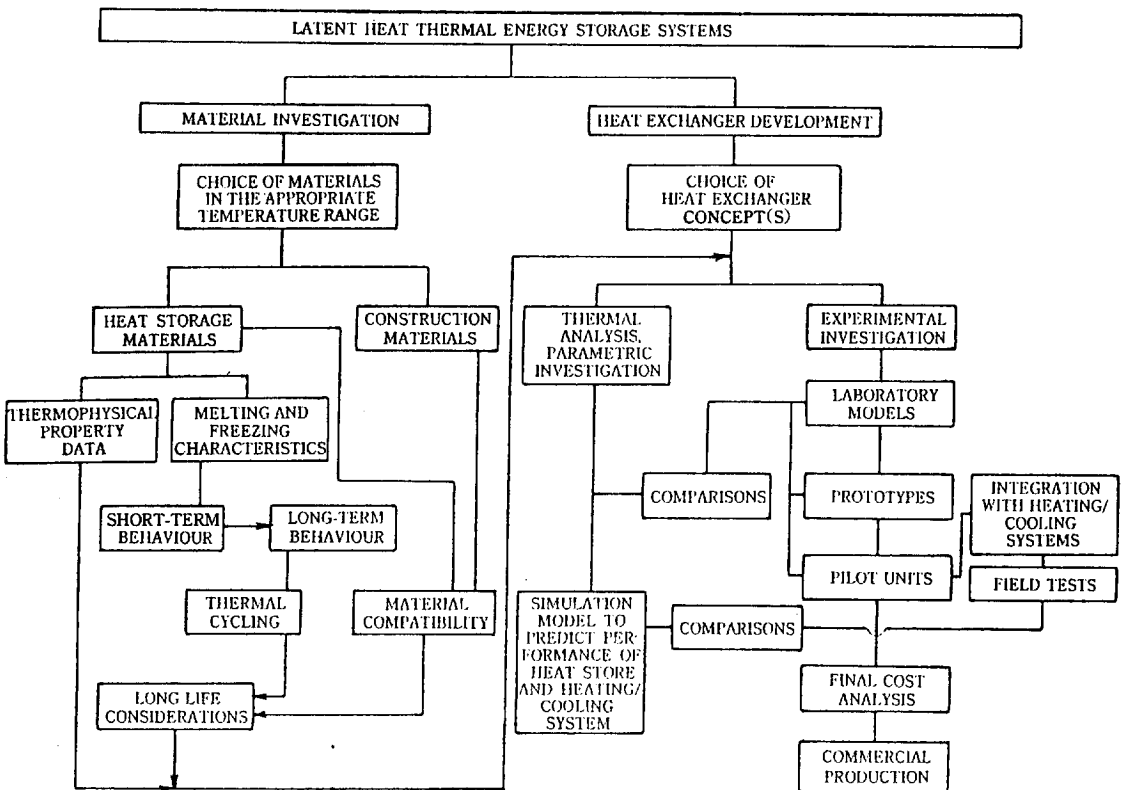 LATENT HEAT THERMAL ENERGY STORAGE SYSTEMS
MATERIAL INVESTIGATION
HEAT EXCHANGER DEVELOPMENT
CHOICE OF MATERIALS
IN THE APPROPRIATE
TEMPERATURE RANGE
CHOICE OF
HEAT EXCHANGER
CONCEPT(S)
HEAT STORAGE
MATERIALS
CONSTRUCTION
MATERIALS
THERMAL
ANALYSIS,
PARAMETRIC
INVESTIGATION
EXPERIMENTAL
INVESTIGATION
THERMOPHYSICAL
PROPERTY
DATA
MELTING AND
FREEZING
CHARACTERISTICS
LABORATORY
MODELS
COMPARISONS
PROTOTYPES
INTEGRATION
WITH HEATING/
COOLING
SYSTEMS
SHORT-TERM
BEHAVIOUR
LONG-TERM
BEHAVIOUR
PILOT UNITS
FIELD TESTS
THERMAL
CYCLING
MATERIAL
COMPATIBILITY
SIMULATION
MODEL TO
PREDICT PER-
FORMANCE OF
HEAT STORE
AND HEATING/
COOLING
SYSTEM
COMPARISONS
LONG LIFE
CONSIDERATIONS
FINAL COST
ANALYSIS
COMMERCIAL
PRODUCTION